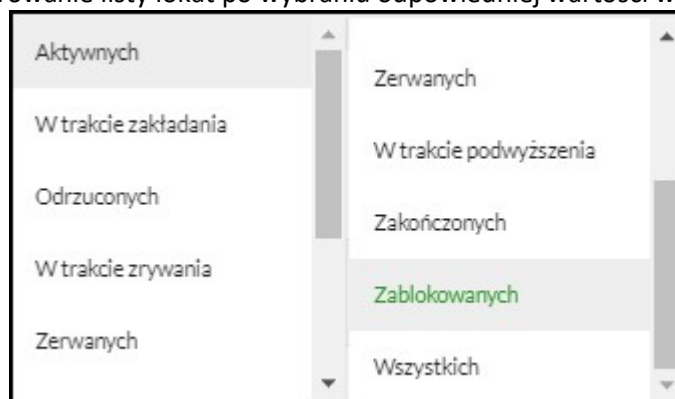 listy lokat po wybraniu odpowiedniej wartości
Aktywnych
W trakcie zakładania
Odrzuconych
W trakcie zrywania
Zerwanych
Zerwanych
W trakcie podwyższenia
Zakończonych
Zablokowanych
Wszystkich